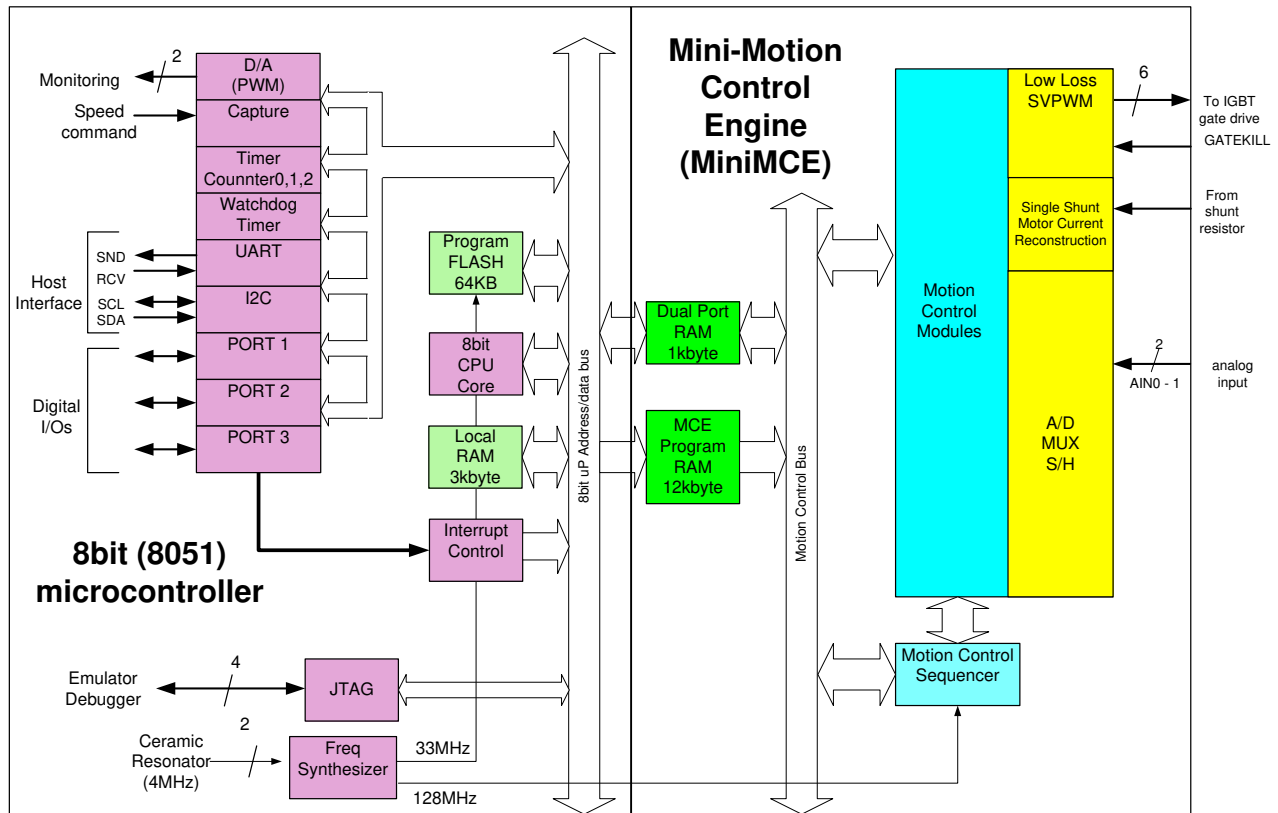 Mini-Motion
Control
Engine
(MiniMCE)
8bit (8051)
microcontroller
Monitoring
2
Speed
command
D/A
(PWM)
Capture
Timer
Counnter0,1,2
Watchdog
Timer
UART
I2C
PORT 1
PORT 2
PORT 3
Host
Interface
SND
RCV
SCL
SDA
Digital
I/Os
Program
FLASH
64KB
8bit
CPU
Core
Local
RAM
3kbyte
Interrupt
Control
Emulator
Debugger
4
JTAG
Ceramic
Resonator
(4MHz)
2
Freq
Synthesizer
33MHz
128MHz
8bit uP Address/data bus
Dual Port
RAM
1kbyte
MCE
Program
RAM
12kbyte
Motion Control Bus
Motion
Control
Modules
Low Loss
SVPWM
Single Shunt
Motor Current
Reconstruction
A/D
MUX
S/H
Motion Control
Sequencer
6
To IGBT
gate drive
GATEKILL
From
shunt
resistor
2
AIN0 - 1
analog
input